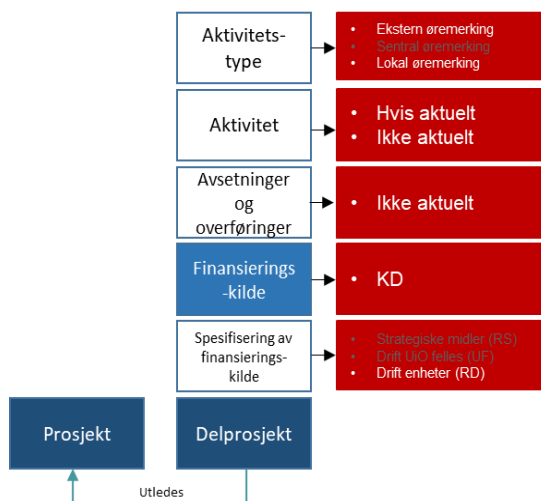 Aktivitets-
type
• Ekstern øremerking
• Sentral øremerking
• Lokal øremerking
Aktivitet
• Hvis aktuelt
• Ikke aktuelt
Avsetninger
og
overføringer
• Ikke aktuelt
Finansierings
-kilde
• KD
Spesifisering av
finansierings-
kilde
• Strategiske midler (RS)
• Drift UiO felles (UF)
• Drift enheter (RD)
Prosjekt
Delprosjekt
Utledes